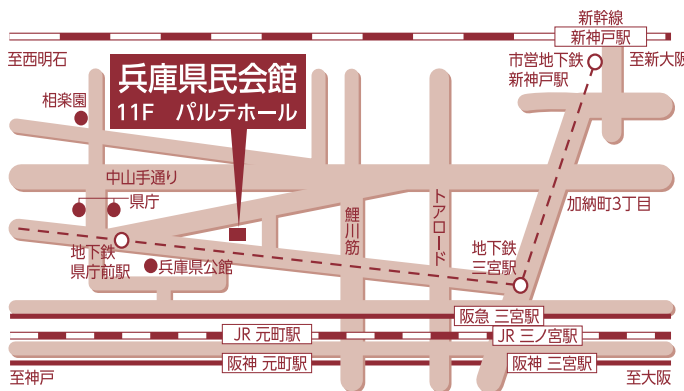 新幹線
新神戸駅
至西明石
市営地下鉄
新神戸駅
至新大阪
兵庫県民会館
11F パルテホール
相楽園
中山手通り
県庁
鯉川筋
トアロード
加納町3丁目
地下鉄
県庁前駅
兵庫県公館
地下鉄
三宮駅
阪急 三宮駅
JR 元町駅
JR 三ノ宮駅
阪神 元町駅
阪神 三宮駅
至神戸
至大阪